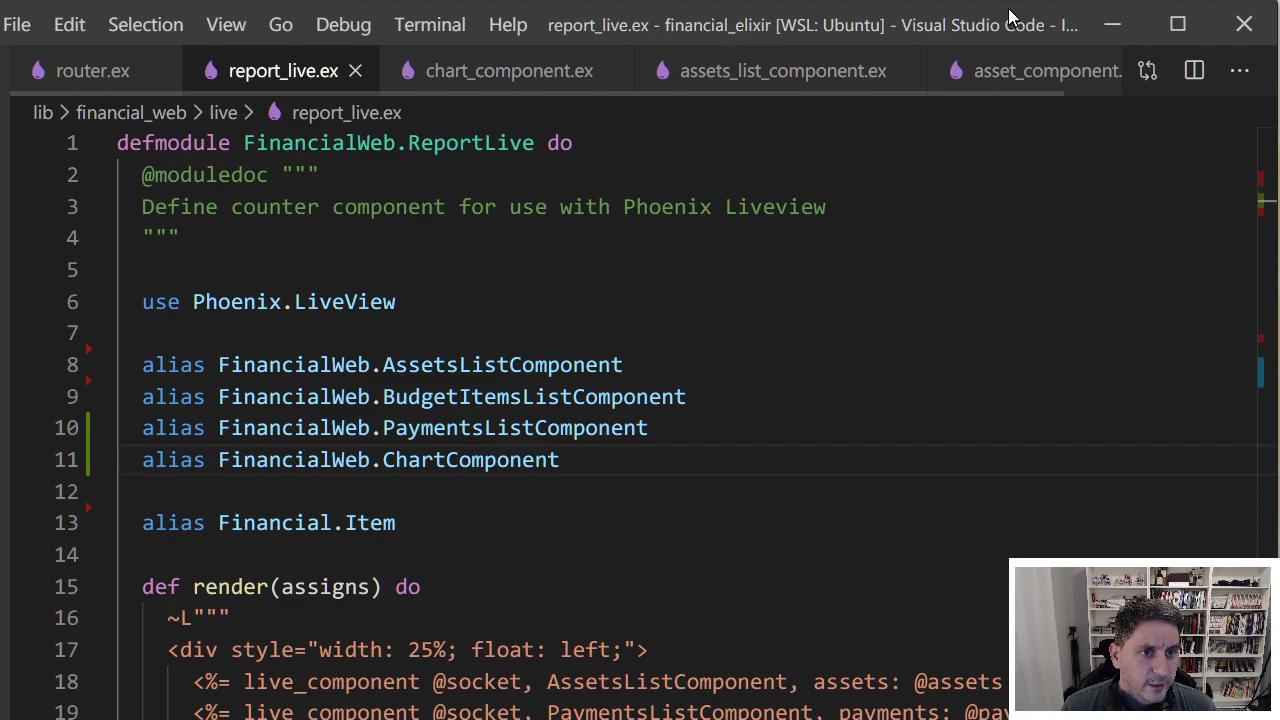 File Edit Selection View Go Debug Terminal Help report_live.ex - financial_elixir [WSL: Ubuntu] - Visual Studio Code - I...
router.ex report_live.ex chart_component.ex assets_list_component.ex asset_component.
lib > financial_web > live > report_live.ex
1 defmodule FinancialWeb.ReportLive do
2 @moduledoc """
3 Define counter component for use with Phoenix Liveview
4 """
5
6 use Phoenix.LiveView
7
8 alias FinancialWeb.AssetsListComponent
9 alias FinancialWeb.BudgetItemsListComponent
10 alias FinancialWeb.PaymentsListComponent
11 alias FinancialWeb.ChartComponent
12
13 alias Financial.Item
14
15 def render(assigns) do
16 ~L"""
17 <div style="width: 25%; float: left;">
18 <%= live_component @socket, AssetsListComponent, assets: @assets
19 <%= live_component @socket, PaymentsListComponent, payments: @pay